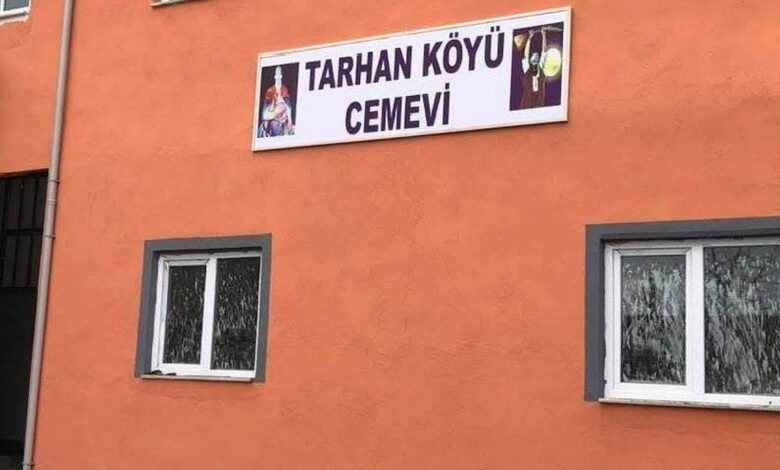 TARHAN KÖYÜ
CEMEVİ